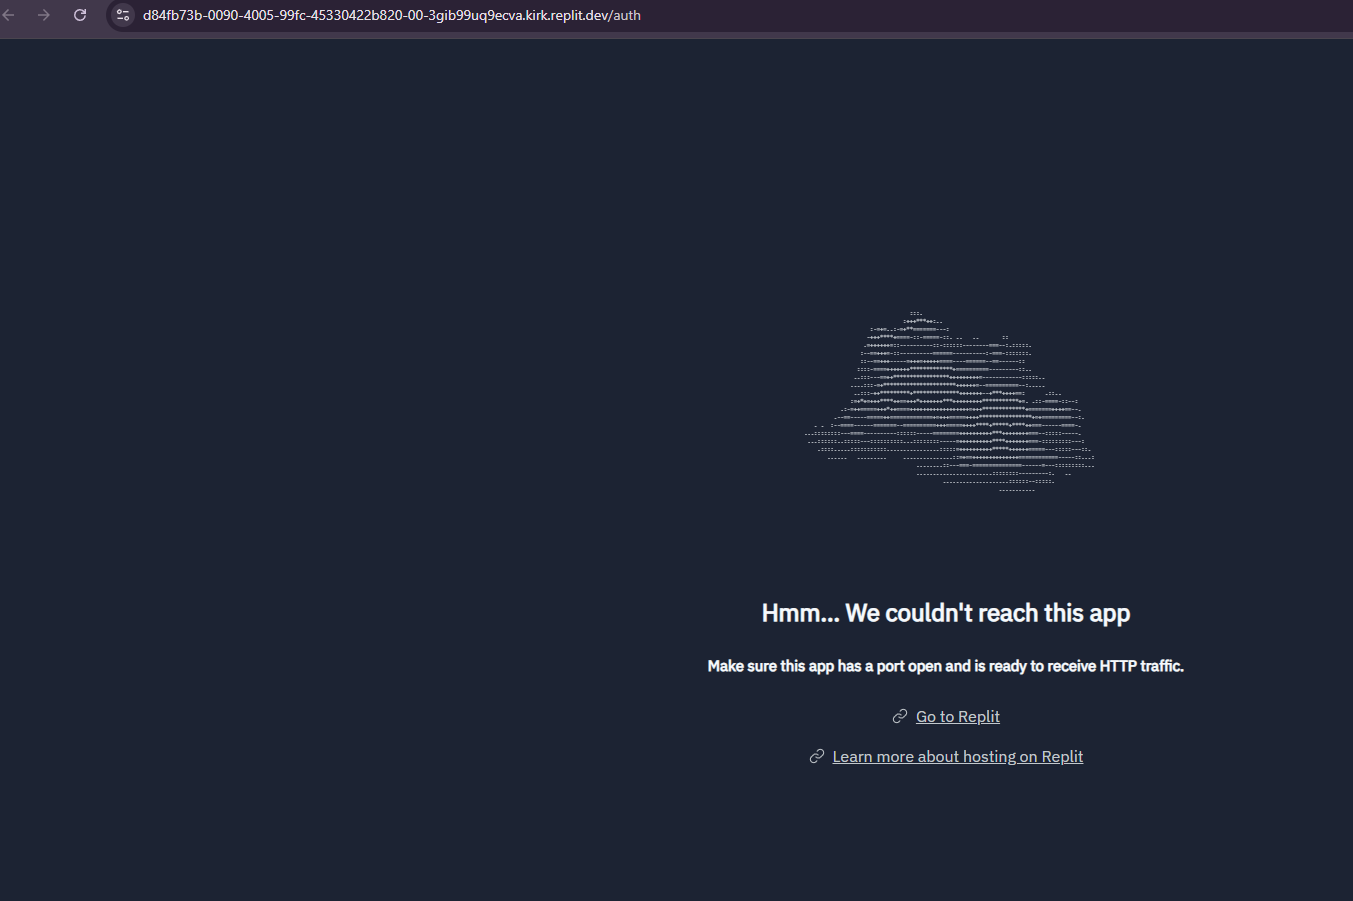 d84fb73b-0090-4005-99fc-45330422b820-00-3gib99uq9ecva.kirk.replit.dev/auth
Hmm... We couldn't reach this app
Make sure this app has a port open and is ready to receive HTTP traffic.
Go to Replit
Learn more about hosting on Replit